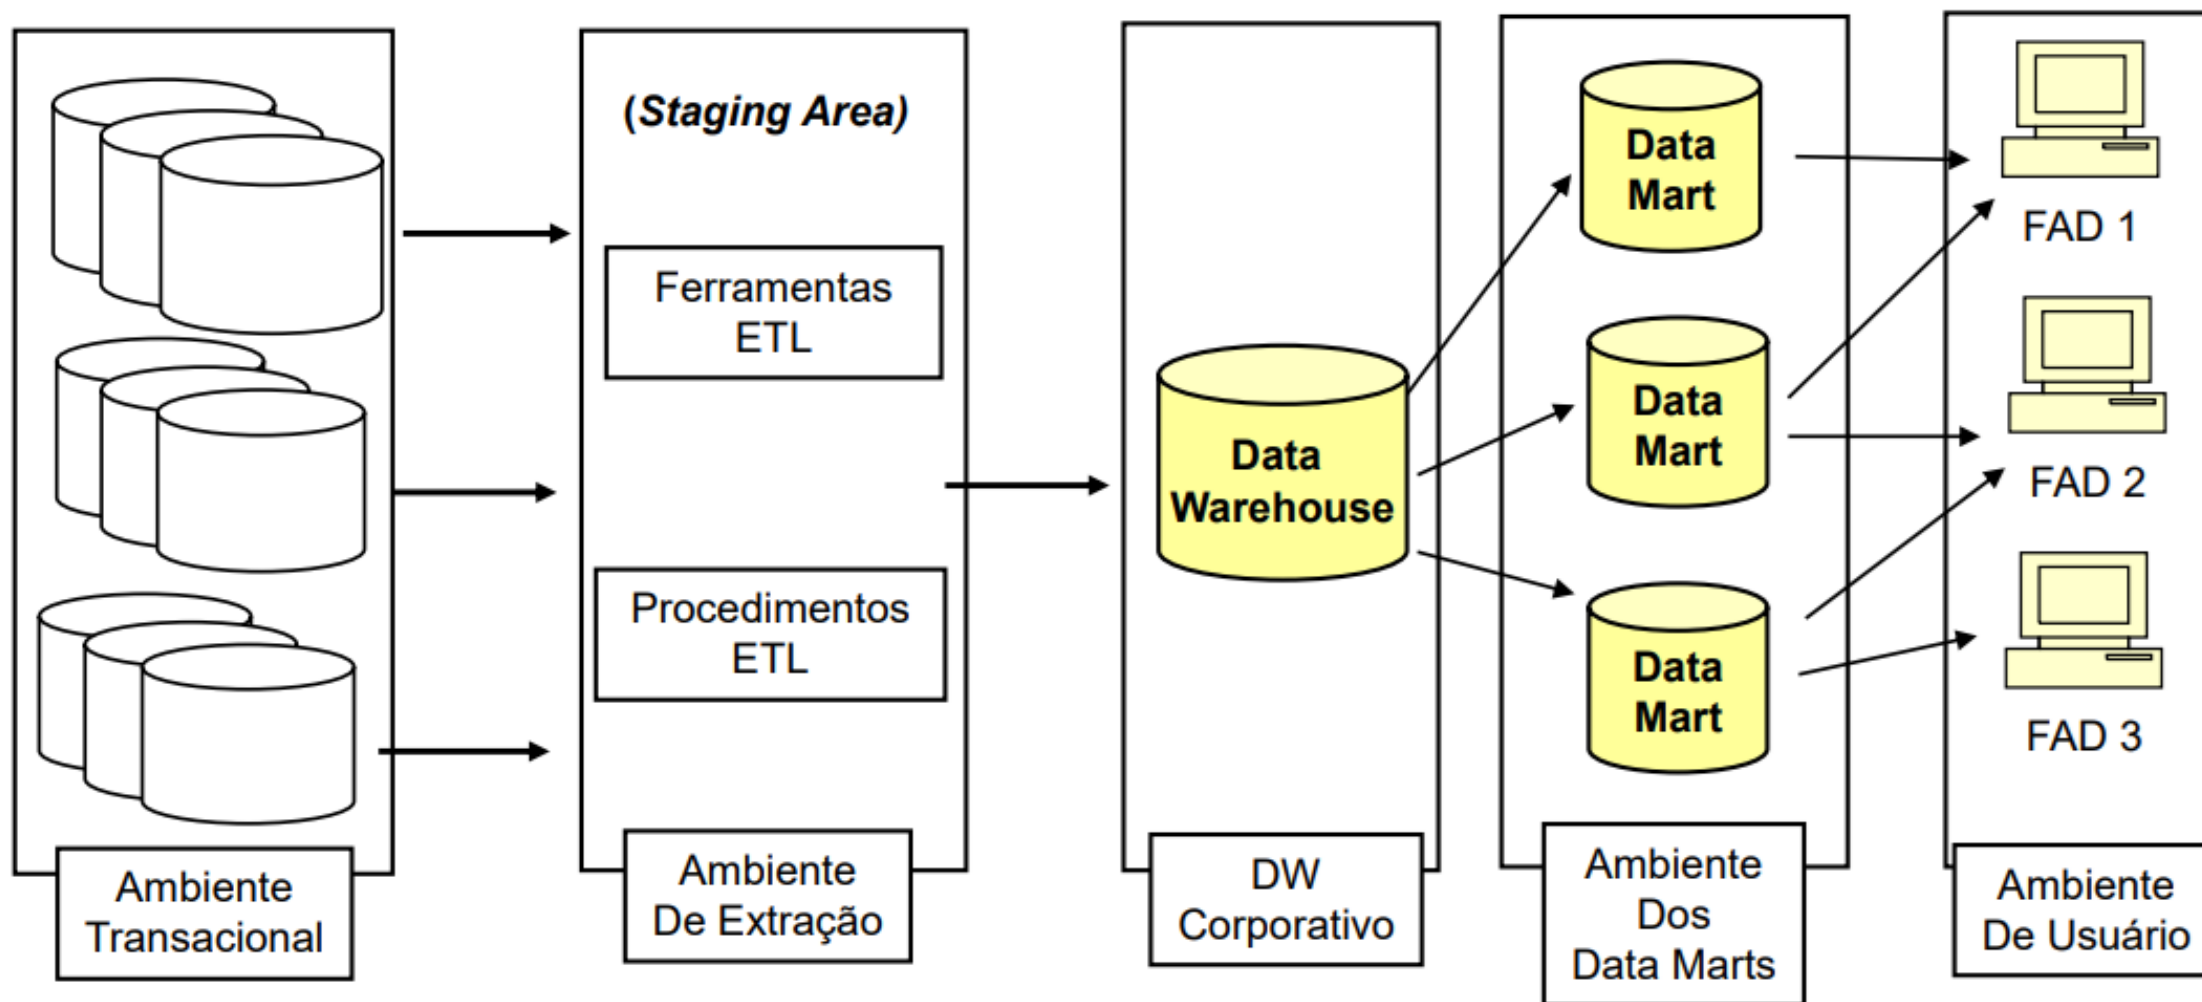 (Staging Area)
Ferramentas
ETL
Procedimentos
ETL
Ambiente
Transacional
Ambiente
De Extração
Data
Warehouse
DW
Corporativo
Data
Mart
Data
Mart
Data
Mart
Ambiente
Dos
Data Marts
FAD 1
FAD 2
FAD 3
Ambiente
De Usuário